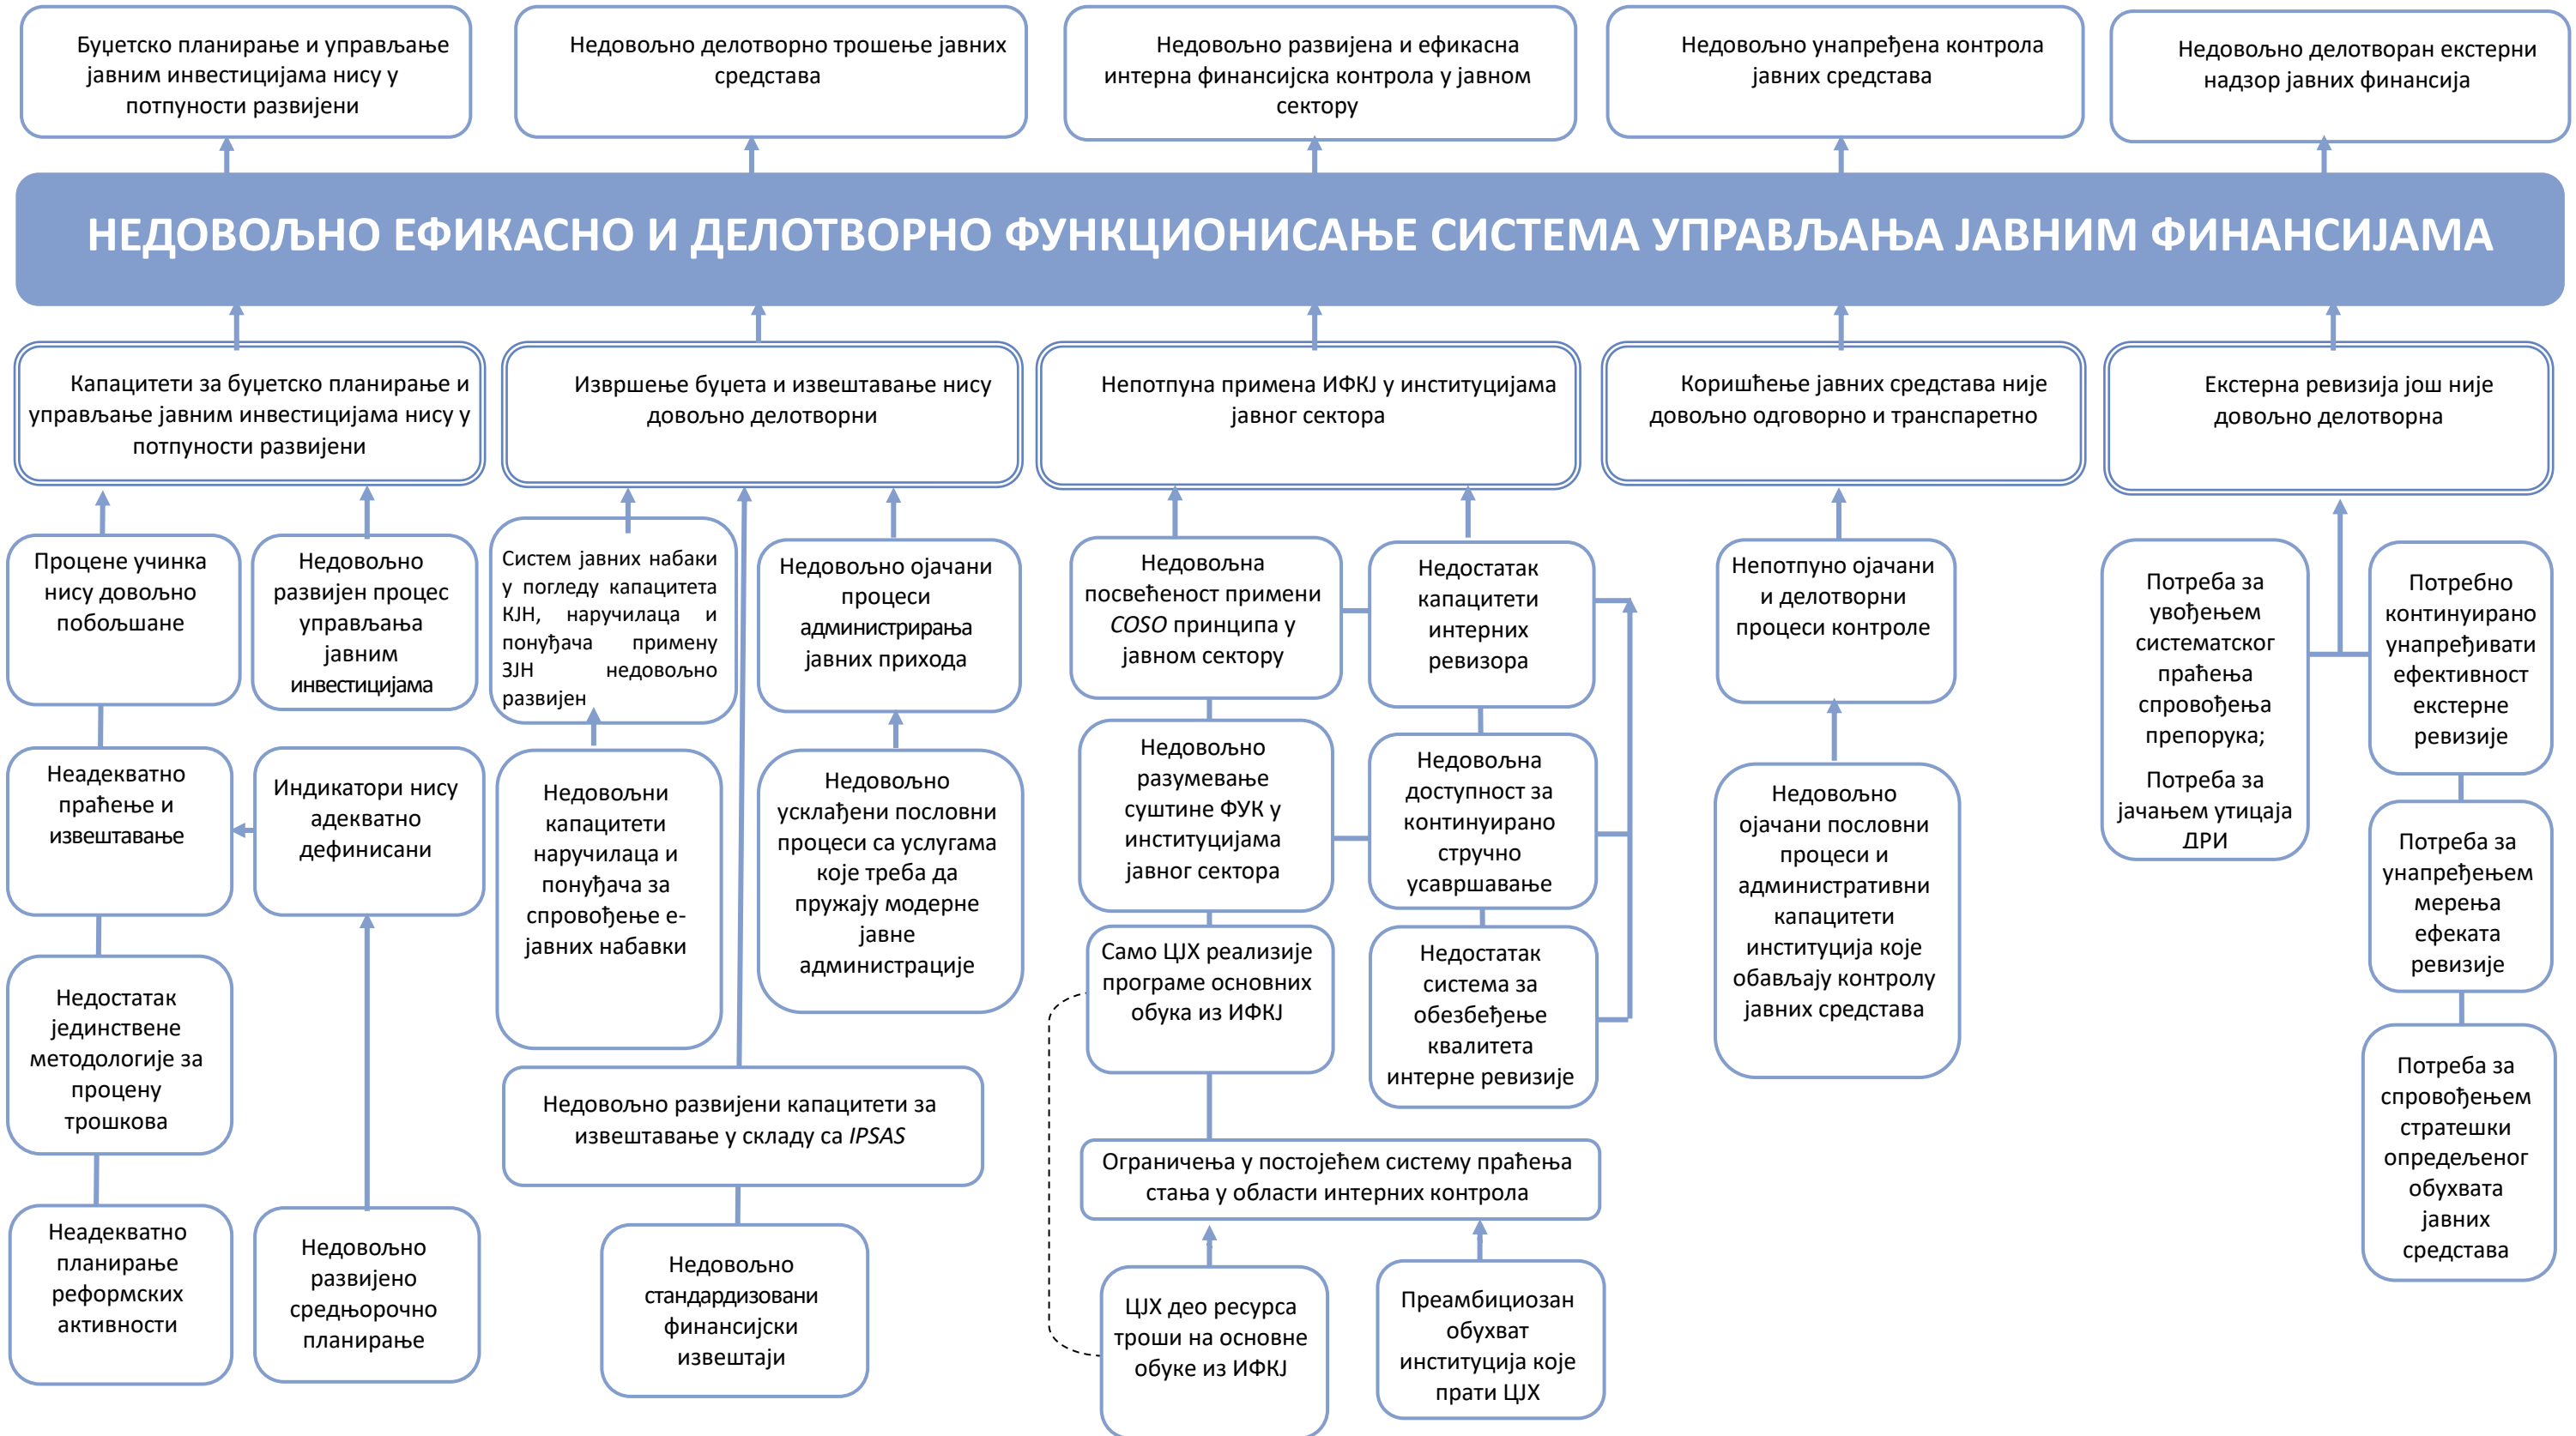 Буџетско планирање и управљање
јавним инвестицијама нису у
потпуности развијени
Недовољно делотворно трошење јавних
средстава
Недовољно развијена и ефикасна
интерна финансијска контрола у јавном
сектору
Недовољно унапређена контрола
јавних средстава
Недовољно делотворан екстерни
надзор јавних финансија
НЕДОВОЉНО ЕФИКАСНО И ДЕЛОТВОРНО ФУНКЦИОНИСАЊЕ СИСТЕМА УПРАВЉАЊА ЈАВНИМ ФИНАНСИЈАМА
Капацитети за буџетско планирање и
управљање јавним инвестицијама нису у
потпуности развијени
Извршење буџета и извештавање нису
довољно делотворни
Непотпуна примена ИФКЈ у институцијама
јавног сектора
Коришћење јавних средстава није
довољно одговорно и транспаретно
Екстерна ревизија још није
довољно делотворна
Процене учинка
нису довољно
побољшане
Недовољно
развијен процес
управљања
јавним
инвестицијама
Систем јавних набаки
у погледу капацитета
КЈН, наручилаца и
понуђача примену
ЗЈН недовољно
развијен
Недовољно ојачани
процеси
администрирања
јавних прихода
Недовољна
посвећеност примени
COSO принципа у
јавном сектору
Недостатак
капацитети
интерних
ревизора
Непотпуно ојачани
и делотворни
процеси контроле
Потреба за
увођењем
систематског
праћења
спровођења
препорука;
Потреба за
јачањем утицаја
ДРИ
Потребно
континуирано
унапређивати
ефективност
екстерне
ревизије
Неадекватно
праћење и
извештавање
Индикатори нису
адекватно
дефинисани
Недовољни
капацитети
наручилаца и
понуђача за
спровођење е-
јавних набавки
Недовољно
усклађени пословни
процеси са услугама
које треба да
пружају модерне
јавне
администрације
Недовољно
разумевање
суштине ФУК у
институцијама
јавног сектора
Недовољна
доступност за
континуирано
стручно
усавршавање
Недовољно
ојачани пословни
процеси и
административни
капацитети
институција које
обављају контролу
јавних средстава
Потреба за
унапређењем
мерења
ефеката
ревизије
Недостатак
јединствене
методологије за
процену
трошкова
Само ЦЈХ реализије
програме основних
обука из ИФКЈ
Недостатак
система за
обезбеђење
квалитета
интерне ревизије
Потреба за
спровођењем
стратешки
опредељеног
обухвата
јавних
средстава
Недовољно развијени капацитети за
извештавање у складу са IPSAS
Ограничења у постојећем систему праћења
стања у области интерних контрола
Неадекватно
планирање
реформских
активности
Недовољно
развијено
средњорочно
планирање
Недовољно
стандардизовани
финансијски
извештаји
ЦЈХ део ресурса
троши на основне
обуке из ИФКЈ
Преамбициозан
обухват
институција које
прати ЦЈХ